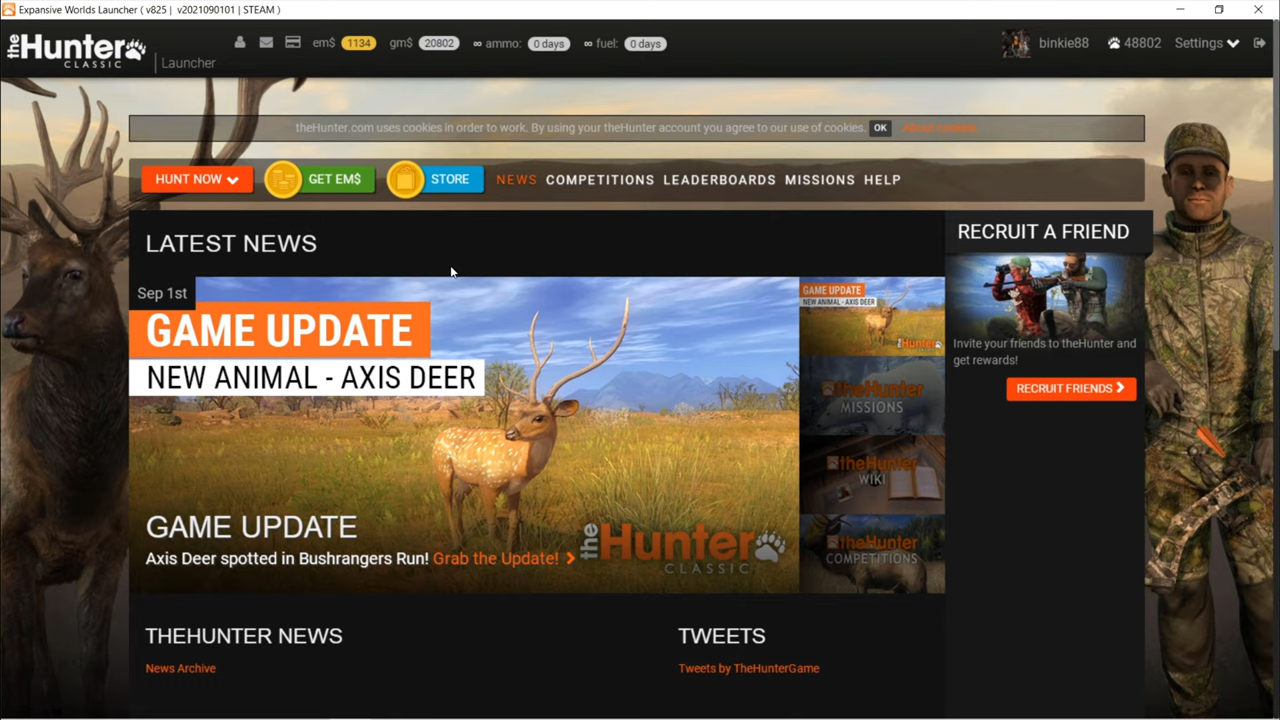 Expansive Worlds Launcher ( v825 | v2021090101 | STEAM )
theHunter CLASSIC Launcher
em$ 1134 gm$ 20802 ∞ ammo: 0 days ∞ fuel: 0 days
binkie88 48802 Settings
theHunter.com uses cookies in order to work. By using your theHunter account you agree to our use of cookies. OK About cookies
HUNT NOW GET EM$ STORE NEWS COMPETITIONS LEADERBOARDS MISSIONS HELP
LATEST NEWS
Sep 1st
GAME UPDATE
NEW ANIMAL - AXIS DEER
GAME UPDATE
Axis Deer spotted in Bushrangers Run! Grab the Update!
theHunter
CLASSIC
GAME UPDATE
NEW ANIMAL - AXIS DEER
theHunter
theHunter
MISSIONS
theHunter
WIKI
theHunter
COMPETITIONS
RECRUIT A FRIEND
Invite your friends to theHunter and
get rewards!
RECRUIT FRIENDS
THEHUNTER NEWS
News Archive
TWEETS
Tweets by TheHunterGame